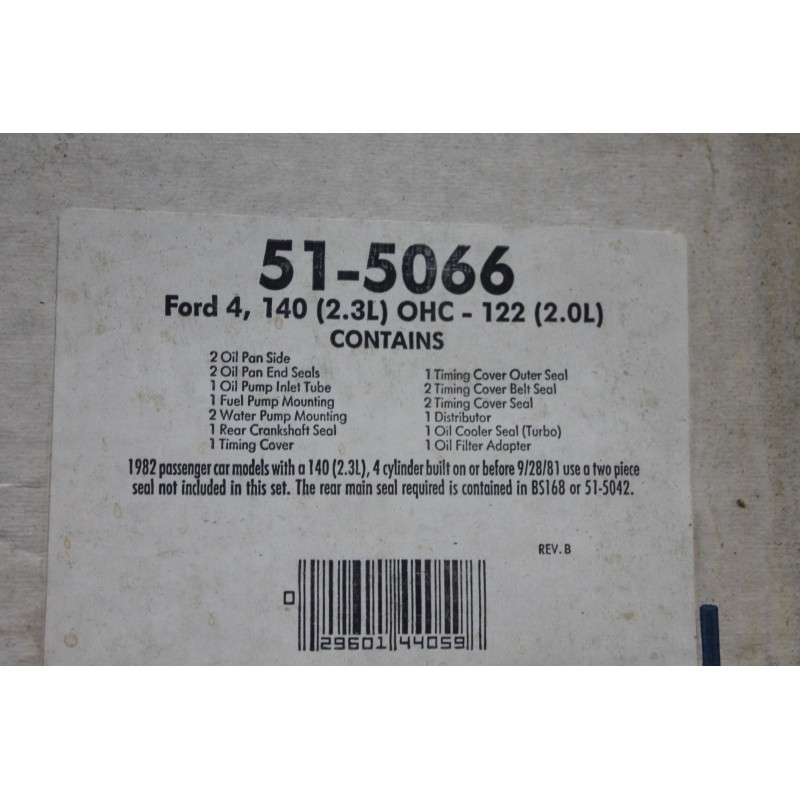 51-5066
Ford 4, 140 (2.3L) OHC - 122 (2.0L)
CONTAINS
2 Oil Pan Side
2 Oil Pan End Seals
1 Oil Pump Inlet Tube
1 Fuel Pump Mounting
2 Water Pump Mounting
1 Rear Crankshaft Seal
1 Timing Cover
1 Timing Cover Outer Seal
2 Timing Cover Belt Seal
2 Timing Cover Seal
1 Distributor
1 Oil Cooler Seal (Turbo)
1 Oil Filter Adapter
1982 passenger car models with a 140 (2.3L), 4 cylinder built on or before 9/28/81 use a two piece
seal not included in this set. The rear main seal required is contained in BS168 or 51-5042.
REV. B
0 29601 44059